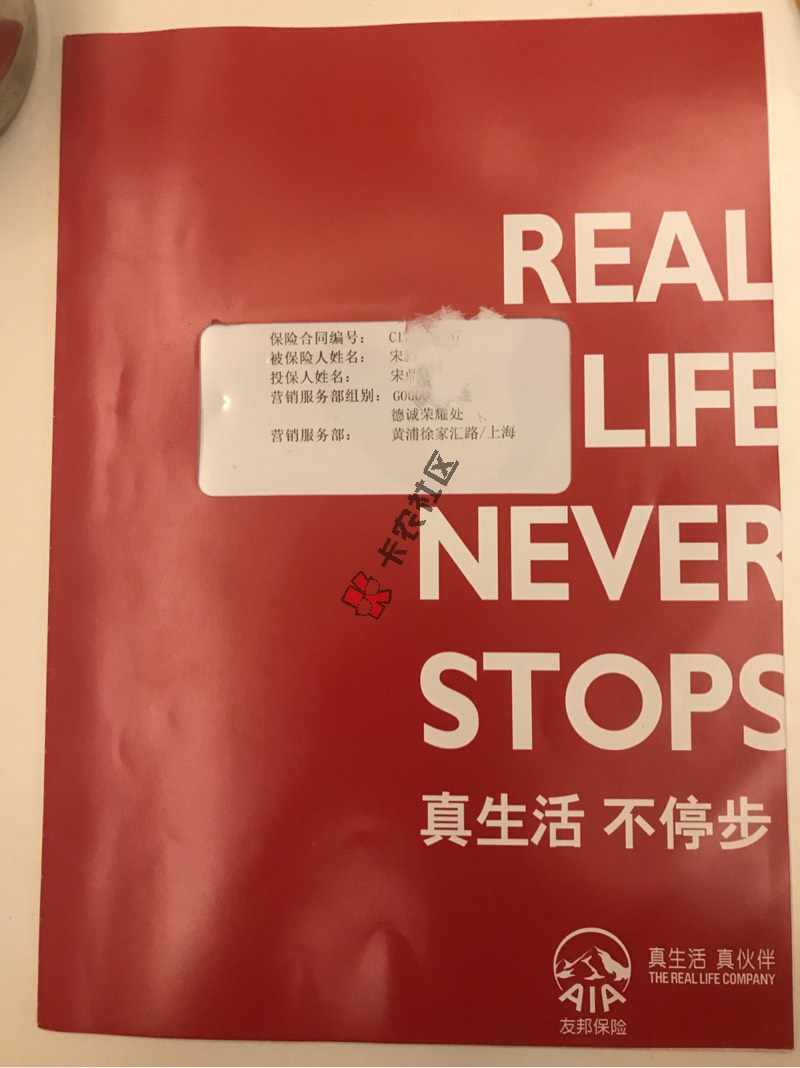 REAL
LIFE
NEVER
STOPS
真生活 不停步
保险合同编号: C1
被保险人姓名: 宋
投保人姓名: 宋
营销服务部组别:
德诚荣耀处
营销服务部: 黄浦徐家汇路/上海
卡农社区
AIA
友邦保险
真生活 真伙伴
THE REAL LIFE COMPANY